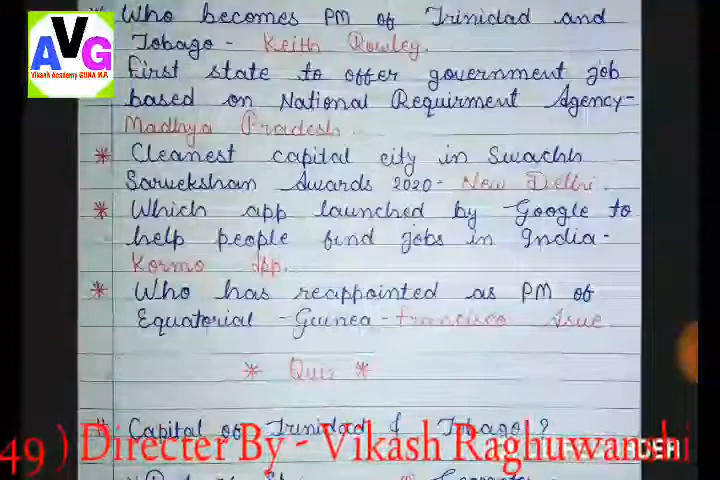 * Who becomes PM of Trinidad and
Tobago - Keith Rowley.
First state to offer government job
based on National Requirment Agency-
Madhya Pradesh.
* Cleanest capital city in Swachh
Sarvekshan Awards 2020 - New Delhi.
* Which app launched by Google to
help people find jobs in India -
Kormo App.
* Who has reappointed as PM of
Equatorial - Guinea - Francisco Asue
* Quiz *
* Capital of Trinidad & Tobago ?
AVG
Vikash Academy GUNA M.P.
49 ) Directer By - Vikash Raghuwanshi